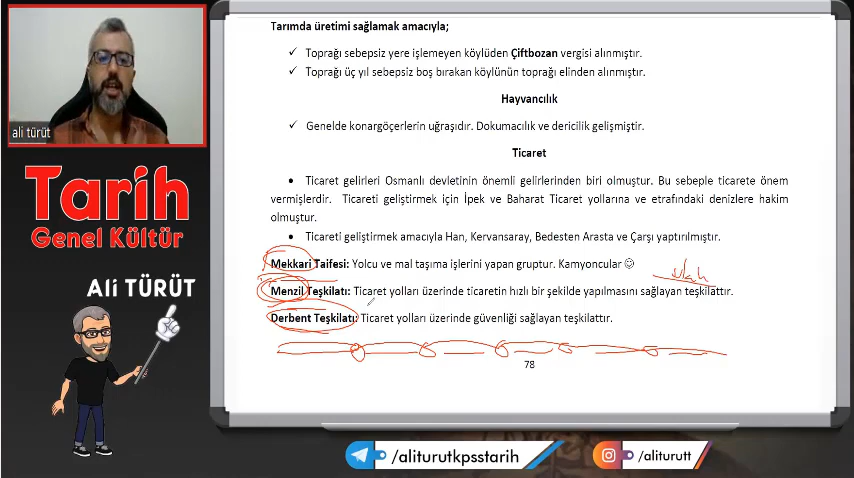 Tarımda üretimi sağlamak amacıyla;
✓ Toprağı sebepsiz yere işlemeyen köylüden Çiftbozan vergisi alınmıştır.
✓ Toprağı üç yıl sebepsiz boş bırakan köylünün toprağı elinden alınmıştır.
Hayvancılık
✓ Genelde konargöçerlerin uğraşıdır. Dokumacılık ve dericilik gelişmiştir.
Ticaret
• Ticaret gelirleri Osmanlı devletinin önemli gelirlerinden biri olmuştur. Bu sebeple ticarete önem
vermişlerdir. Ticareti geliştirmek için İpek ve Baharat Ticaret yollarına ve etrafındaki denizlere hakim
olmuştur.
• Ticareti geliştirmek amacıyla Han, Kervansaray, Bedesten Arasta ve Çarşı yaptırılmıştır.
Mekkari Taifesi: Yolcu ve mal taşıma işlerini yapan gruptur. Kamyoncular ☺
Menzil Teşkilatı: Ticaret yolları üzerinde ticaretin hızlı bir şekilde yapılmasını sağlayan teşkilattır.
Derbent Teşkilatı: Ticaret yolları üzerinde güvenliği sağlayan teşkilattır.
78
ali türüt
Tarih
Genel Kültür
Ali TÜRÜT
/aliturutkpsstarih
/aliturutt